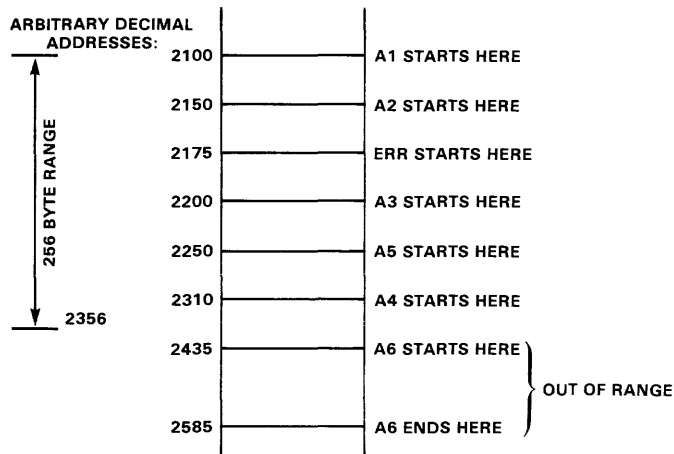 ARBITRARY DECIMAL
ADDRESSES:
2100 A1 STARTS HERE
2150 A2 STARTS HERE
2175 ERR STARTS HERE
2200 A3 STARTS HERE
256 BYTE RANGE
2250 A5 STARTS HERE
2310 A4 STARTS HERE
2356
2435 A6 STARTS HERE
OUT OF RANGE
2585 A6 ENDS HERE